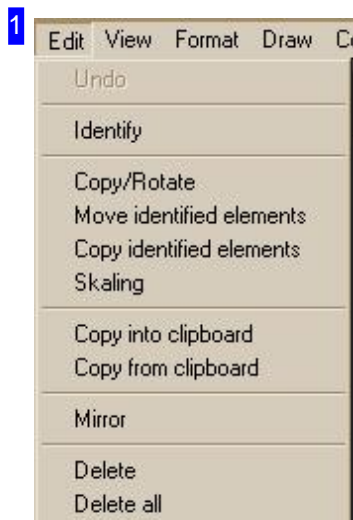 1
Edit View Format Draw
Undo
Identify
Copy/Rotate
Move identified elements
Copy identified elements
Skaling
Copy into clipboard
Copy from clipboard
Mirror
Delete
Delete all